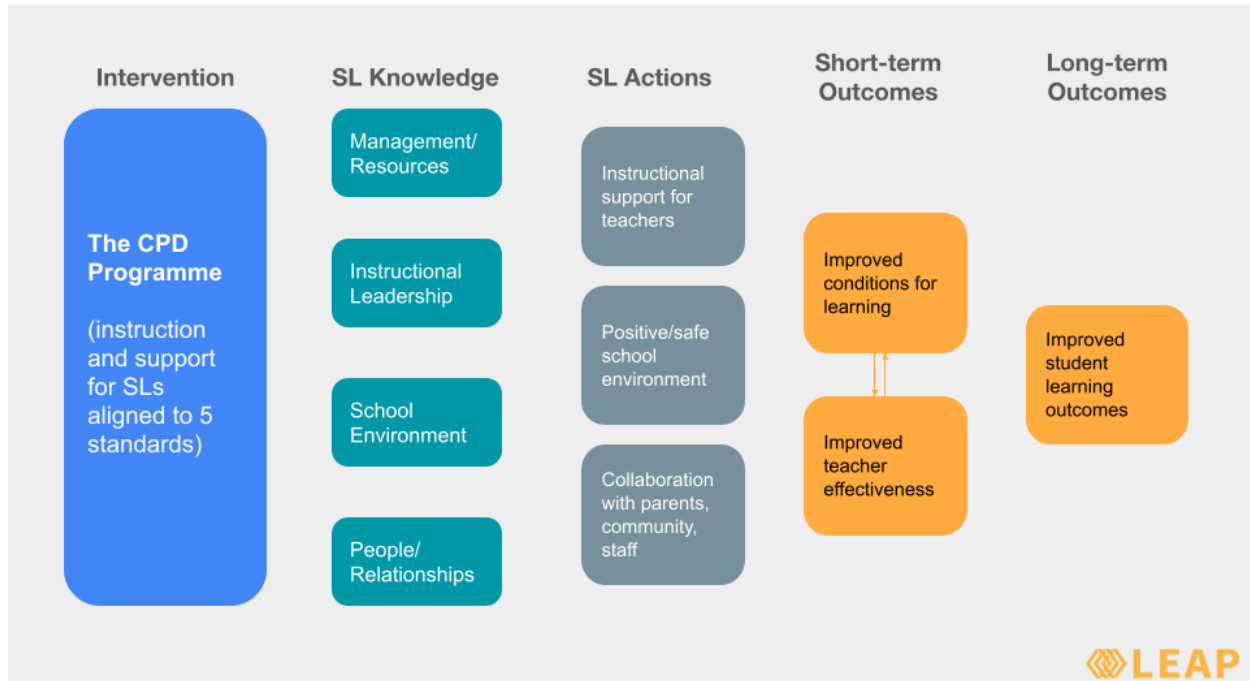 Intervention
SL Knowledge
SL Actions
Short-term
Outcomes
Long-term
Outcomes
The CPD
Programme
(instruction
and support
for SLs
aligned to 5
standards)
Management/
Resources
Instructional
Leadership
School
Environment
People/
Relationships
Instructional
support for
teachers
Positive/safe
school
environment
Collaboration
with parents,
community,
staff
Improved
conditions for
learning
Improved
teacher
effectiveness
Improved
student
learning
outcomes
LEAP